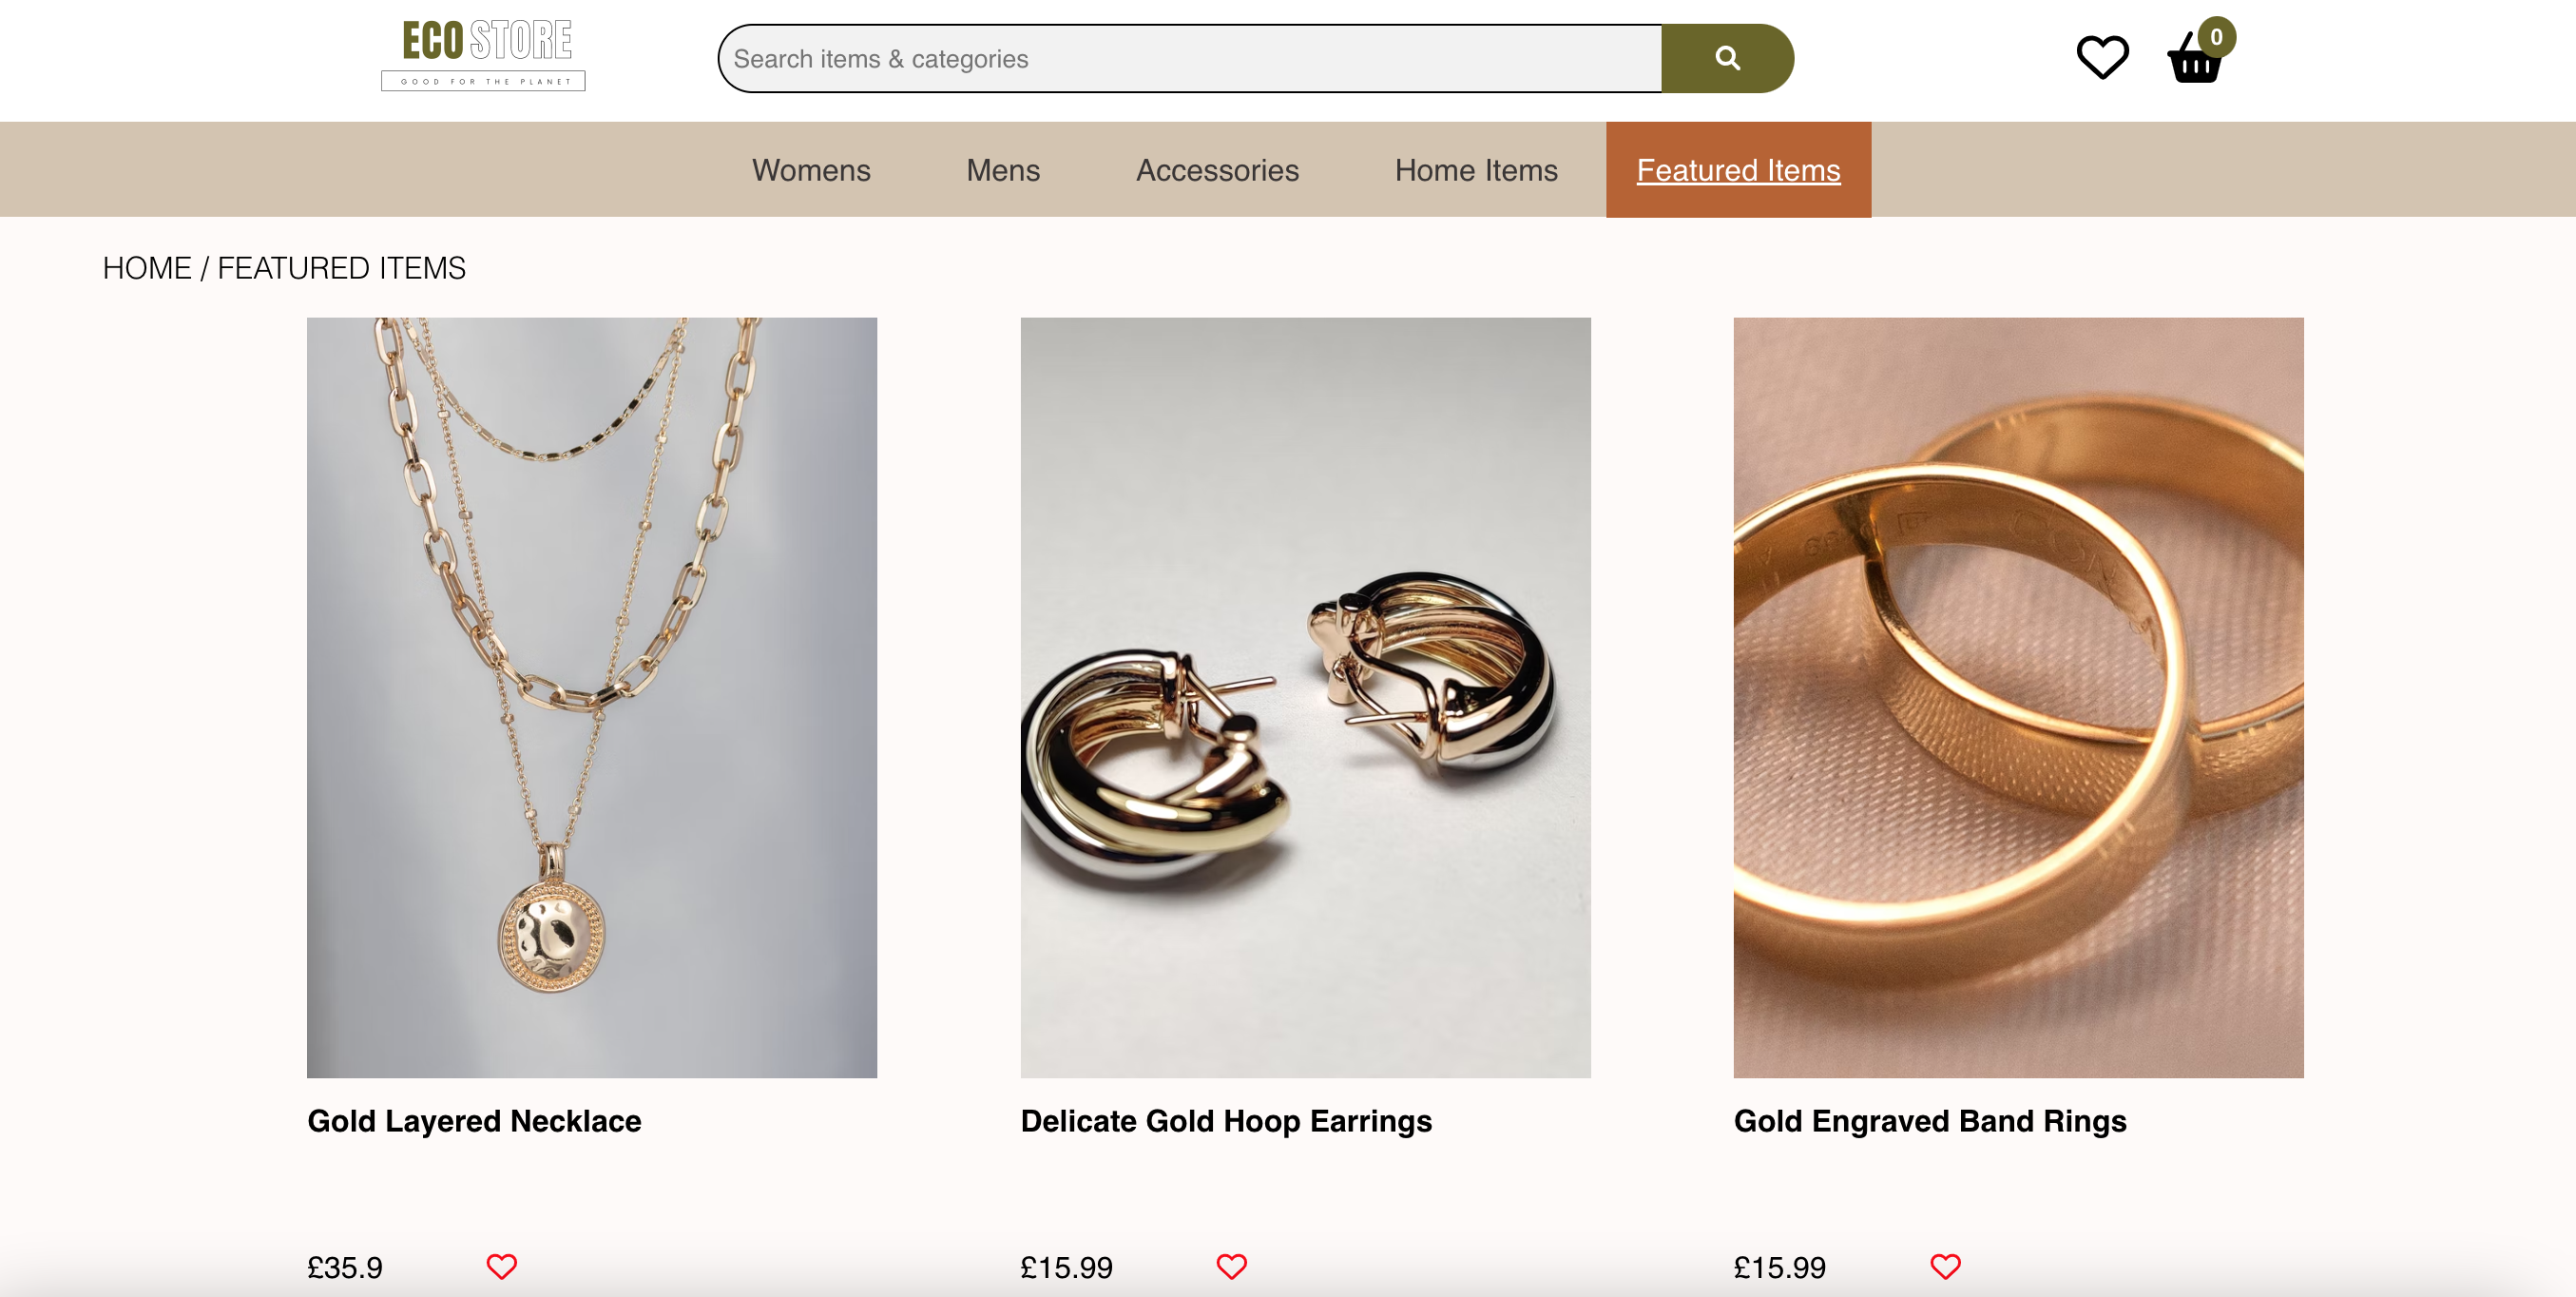 ECO STORE
GOOD FOR THE PLANET
Search items & categories
0
Womens
Mens
Accessories
Home Items
Featured Items
HOME / FEATURED ITEMS
Gold Layered Necklace
Delicate Gold Hoop Earrings
Gold Engraved Band Rings
£35.9
£15.99
£15.99